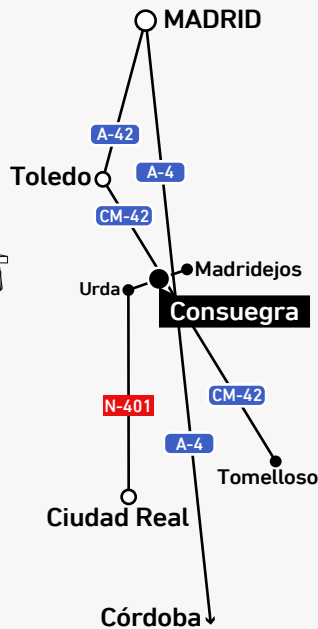 MADRID
A-42
A-4
Toledo
CM-42
Madridejos
Urda
Consuegra
CM-42
N-401
A-4
Tomelloso
Ciudad Real
Córdoba